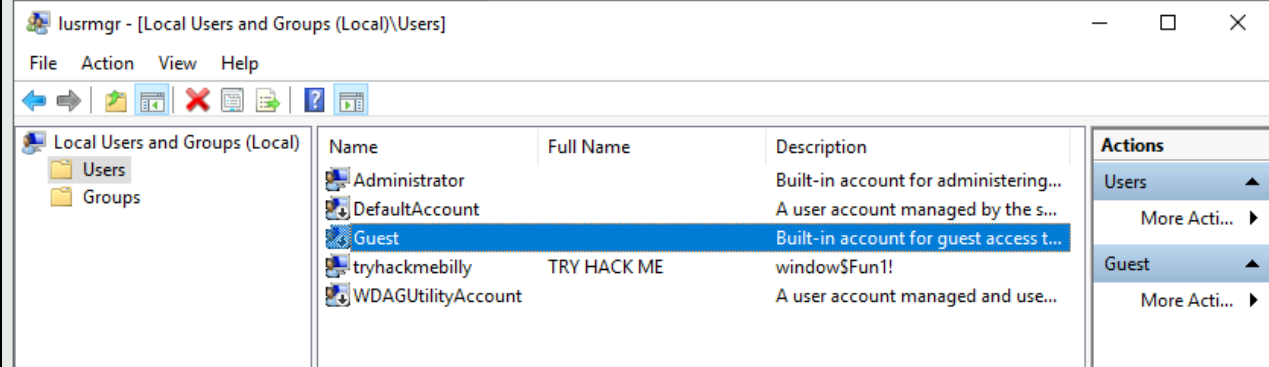 lusrmgr - [Local Users and Groups (Local)\Users]
File Action View Help
Local Users and Groups (Local)
Users
Groups
Name Full Name Description
Administrator Built-in account for administering...
DefaultAccount A user account managed by the s...
Guest Built-in account for guest access t...
tryhackmebilly TRY HACK ME window$Fun1!
WDAGUtilityAccount A user account managed and use...
Actions
Users
More Acti...
Guest
More Acti...